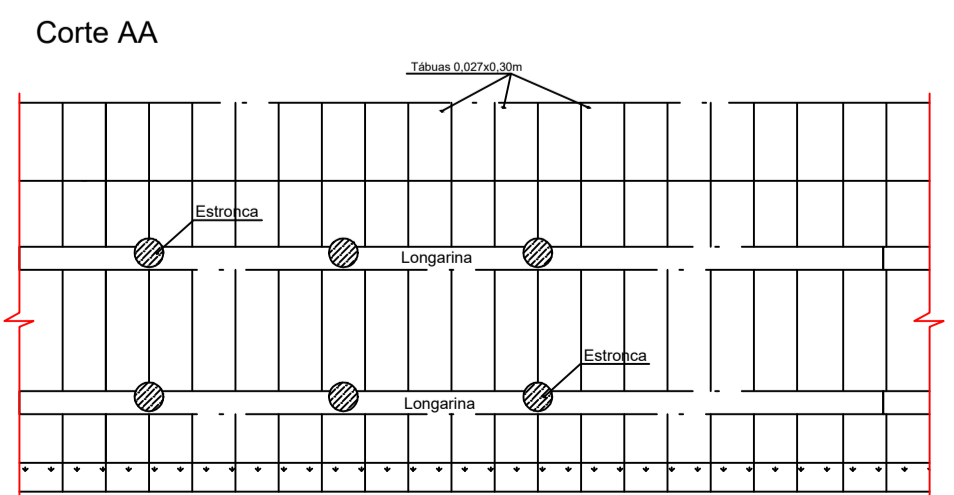 Corte AA
Tábuas 0,027x0,30m
Estronca
Longarina
Estronca
Longarina